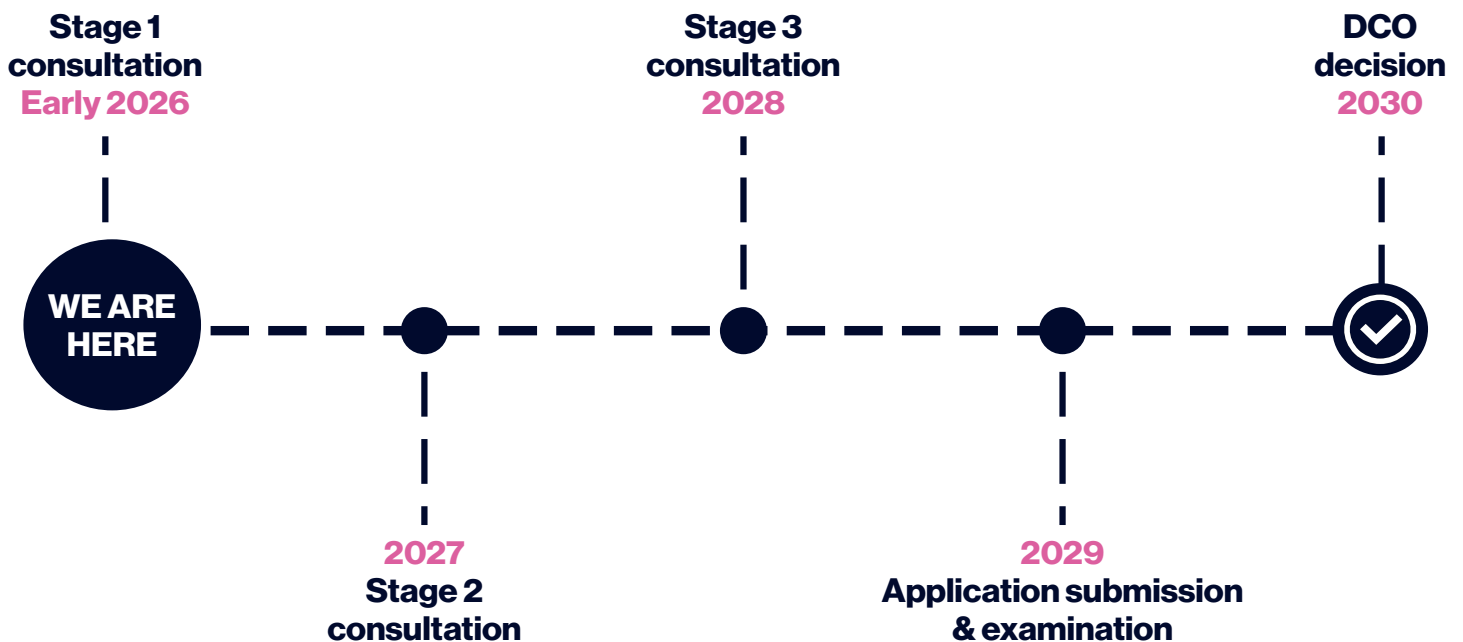 Stage 1
consultation
Early 2026
Stage 3
consultation
2028
DCO
decision
2030
WE ARE
HERE
2027
Stage 2
consultation
2029
Application submission
& examination